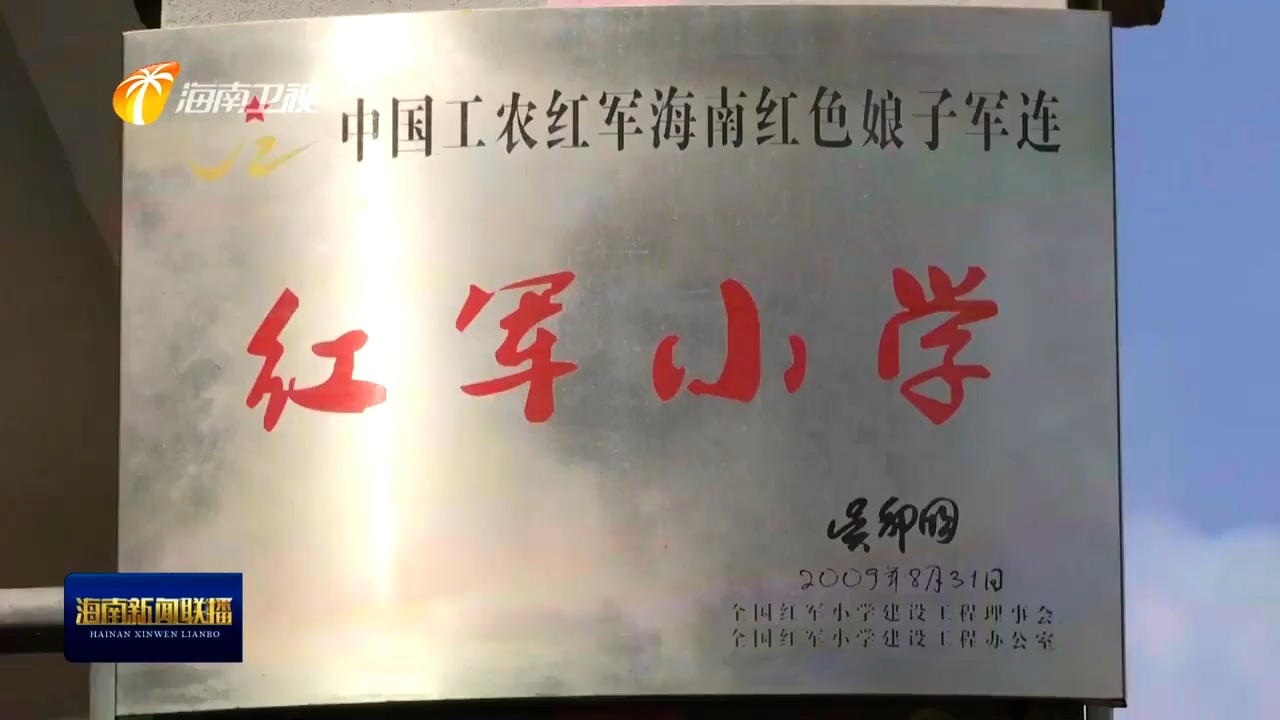 海南卫视
中国工农红军海南红色娘子军连
红军小学
2009年8月31日
全国红军小学建设工程理事会
全国红军小学建设工程办公室
海南新闻联播
HAINAN XINWEN LIANBO